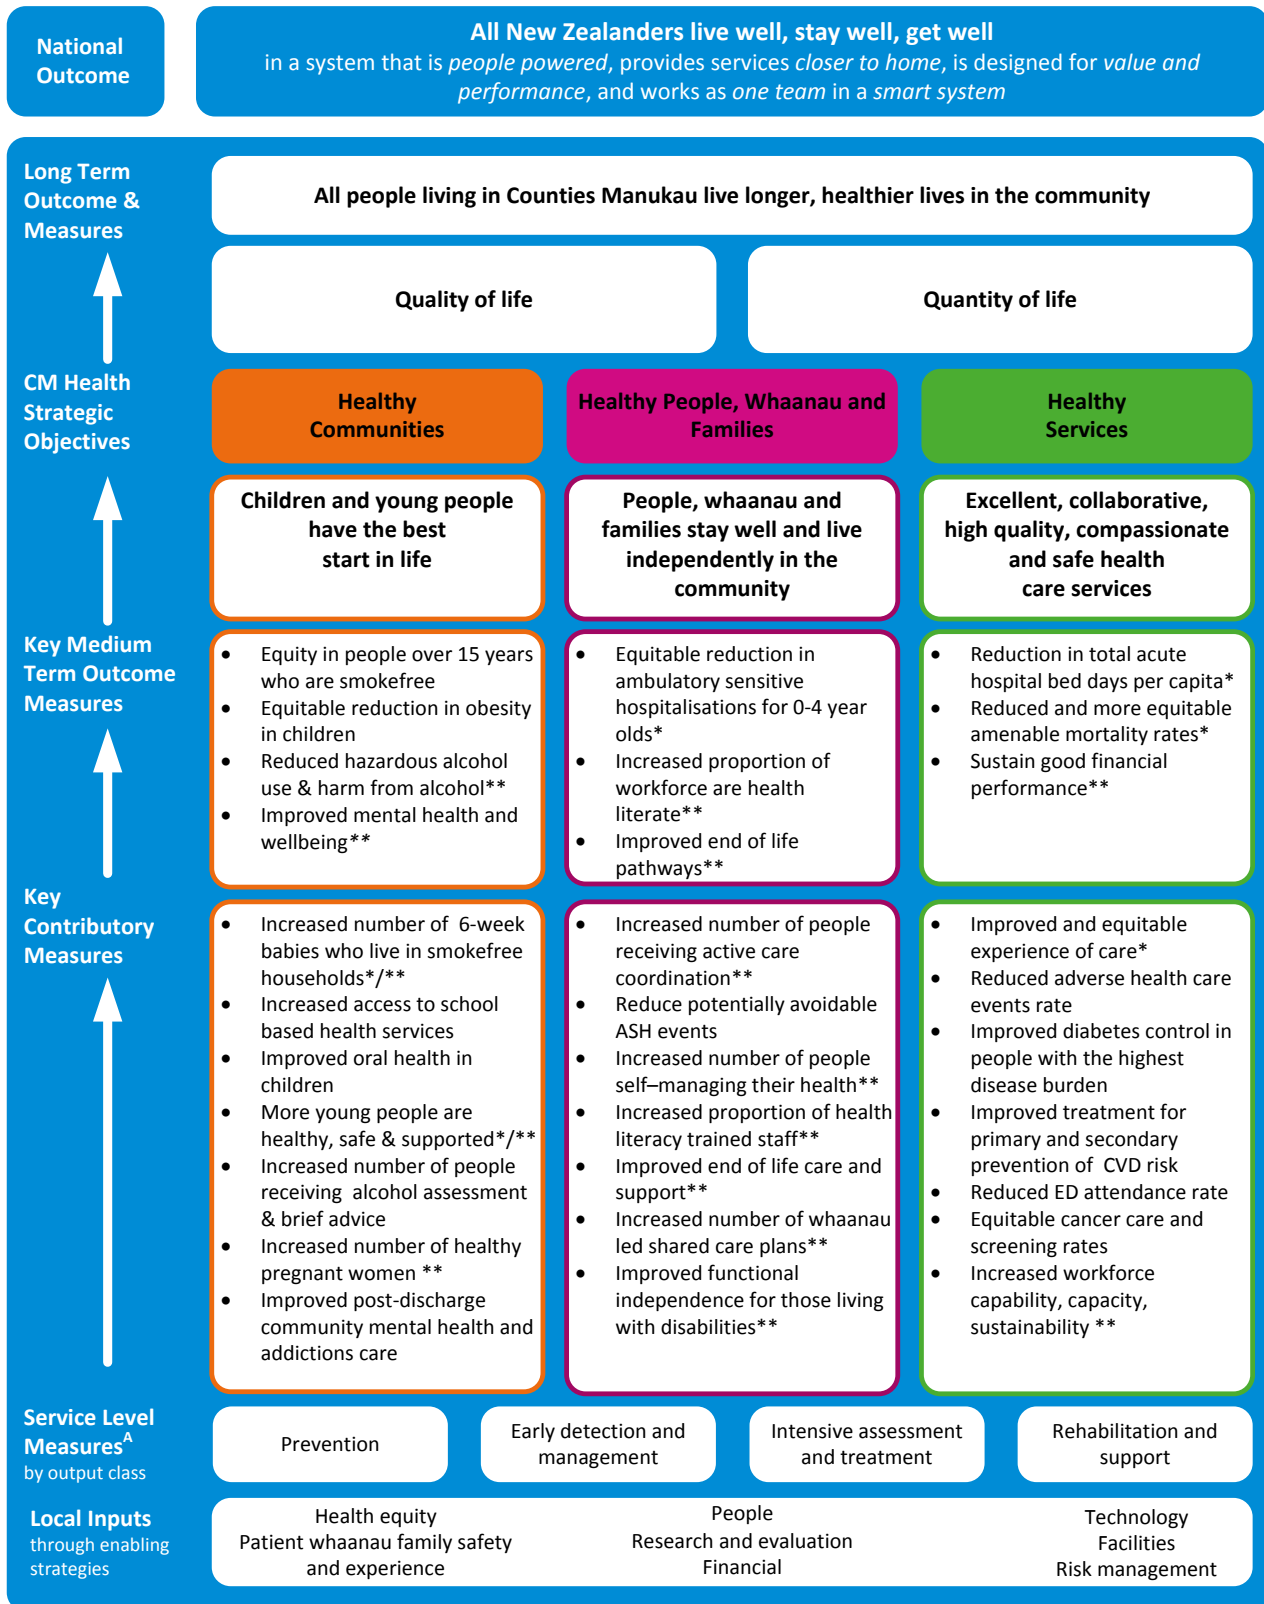 National
Outcome
All New Zealanders live well, stay well, get well
in a system that is people powered, provides services closer to home, is designed for value and
performance, and works as one team in a smart system
Long Term
Outcome &
Measures
All people living in Counties Manukau live longer, healthier lives in the community
Quality of life
Quantity of life
CM Health
Strategic
Objectives
Healthy
Communities
Healthy People, Whaanau and
Families
Healthy
Services
Children and young people
have the best
start in life
People, whaanau and
families stay well and live
independently in the
community
Excellent, collaborative,
high quality, compassionate
and safe health
care services
Key Medium
Term Outcome
Measures
• Equity in people over 15 years
who are smokefree
• Equitable reduction in obesity
in children
• Reduced hazardous alcohol
use & harm from alcohol**
• Improved mental health and
wellbeing**
• Equitable reduction in
ambulatory sensitive
hospitalisations for 0-4 year
olds*
• Increased proportion of
workforce are health
literate**
• Improved end of life
pathways**
• Reduction in total acute
hospital bed days per capita*
• Reduced and more equitable
amenable mortality rates*
• Sustain good financial
performance**
Key
Contributory
Measures
• Increased number of 6-week
babies who live in smokefree
households*/**
• Increased access to school
based health services
• Improved oral health in
children
• More young people are
healthy, safe & supported*/**
• Increased number of people
receiving alcohol assessment
& brief advice
• Increased number of healthy
pregnant women **
• Improved post-discharge
community mental health and
addictions care
• Increased number of people
receiving active care
coordination**
• Reduce potentially avoidable
ASH events
• Increased number of people
self–managing their health**
• Increased proportion of health
literacy trained staff**
• Improved end of life care and
support**
• Increased number of whaanau
led shared care plans**
• Improved functional
independence for those living
with disabilities**
• Improved and equitable
experience of care*
• Reduced adverse health care
events rate
• Improved diabetes control in
people with the highest
disease burden
• Improved treatment for
primary and secondary
prevention of CVD risk
• Reduced ED attendance rate
• Equitable cancer care and
screening rates
• Increased workforce
capability, capacity,
sustainability **
Service Level
Measures^A
by output class
Prevention
Early detection and
management
Intensive assessment
and treatment
Rehabilitation and
support
Local Inputs
through enabling
strategies
Health equity
Patient whaanau family safety
and experience
People
Research and evaluation
Financial
Technology
Facilities
Risk management